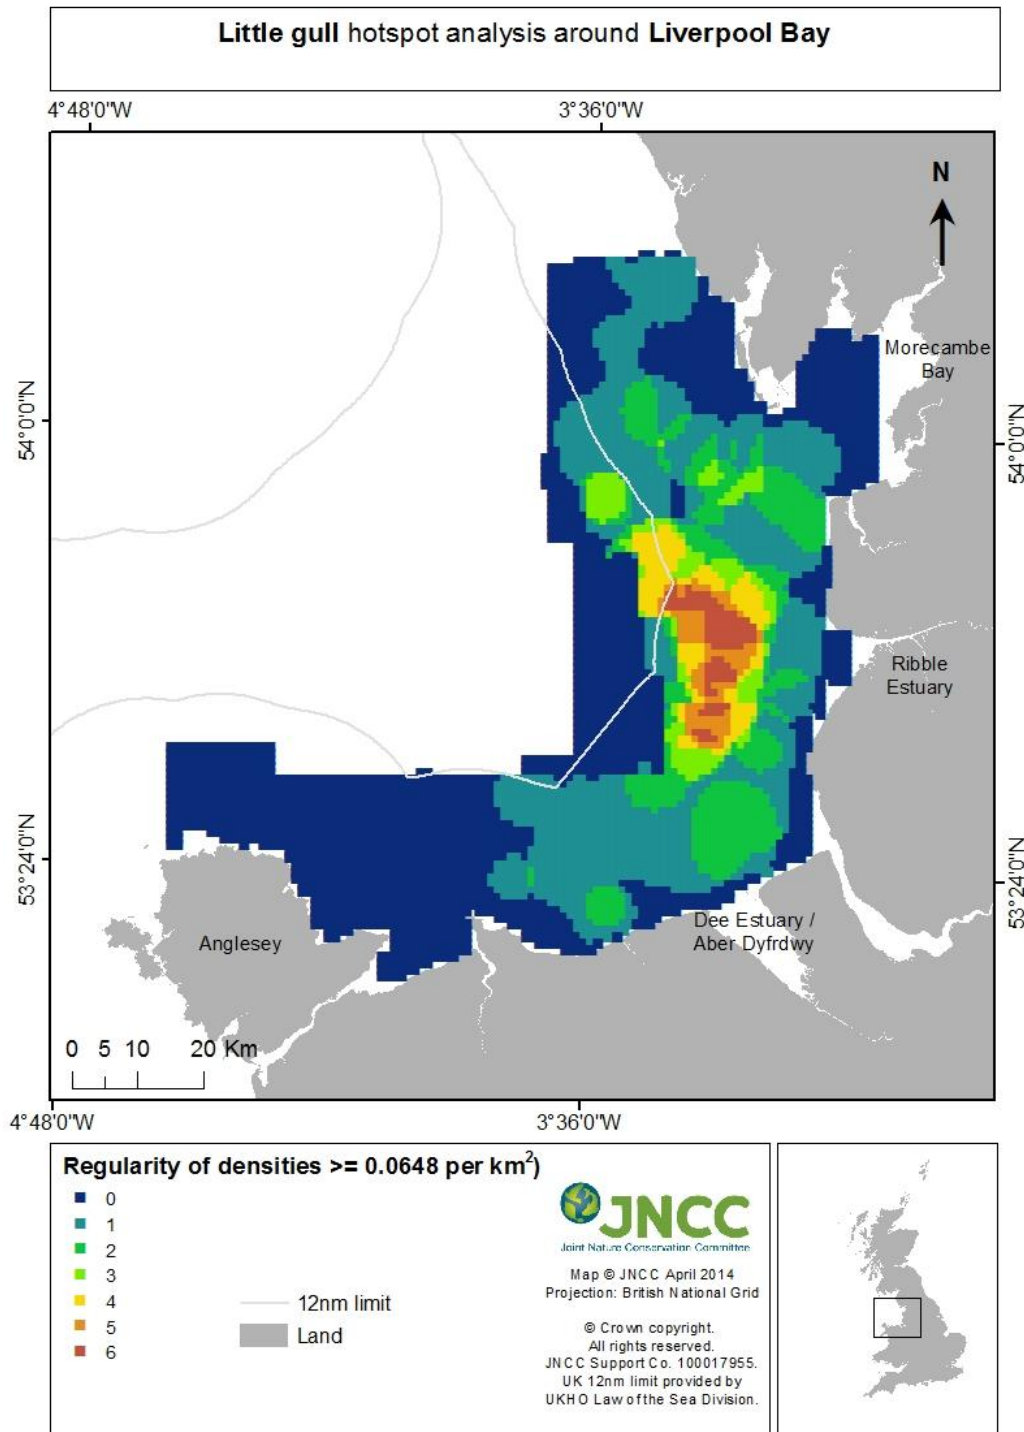 Little gull hotspot analysis around Liverpool Bay
4°48'0"W
3°36'0"W
N
Morecambe
Bay
54°0'0"N
54°0'0"N
Ribble
Estuary
53°24'0"N
53°24'0"N
Dee Estuary /
Aber Dyfrdwy
Anglesey
0 5 10 20 Km
4°48'0"W
3°36'0"W
Regularity of densities >= 0.0648 per km²)
0
1
2
3
4
5
6
12nm limit
Land
JNCC
Joint Nature Conservation Committee
Map © JNCC April 2014
Projection: British National Grid
© Crown copyright.
All rights reserved.
JNCC Support Co. 100017955.
UK 12nm limit provided by
UKHO Law of the Sea Division.